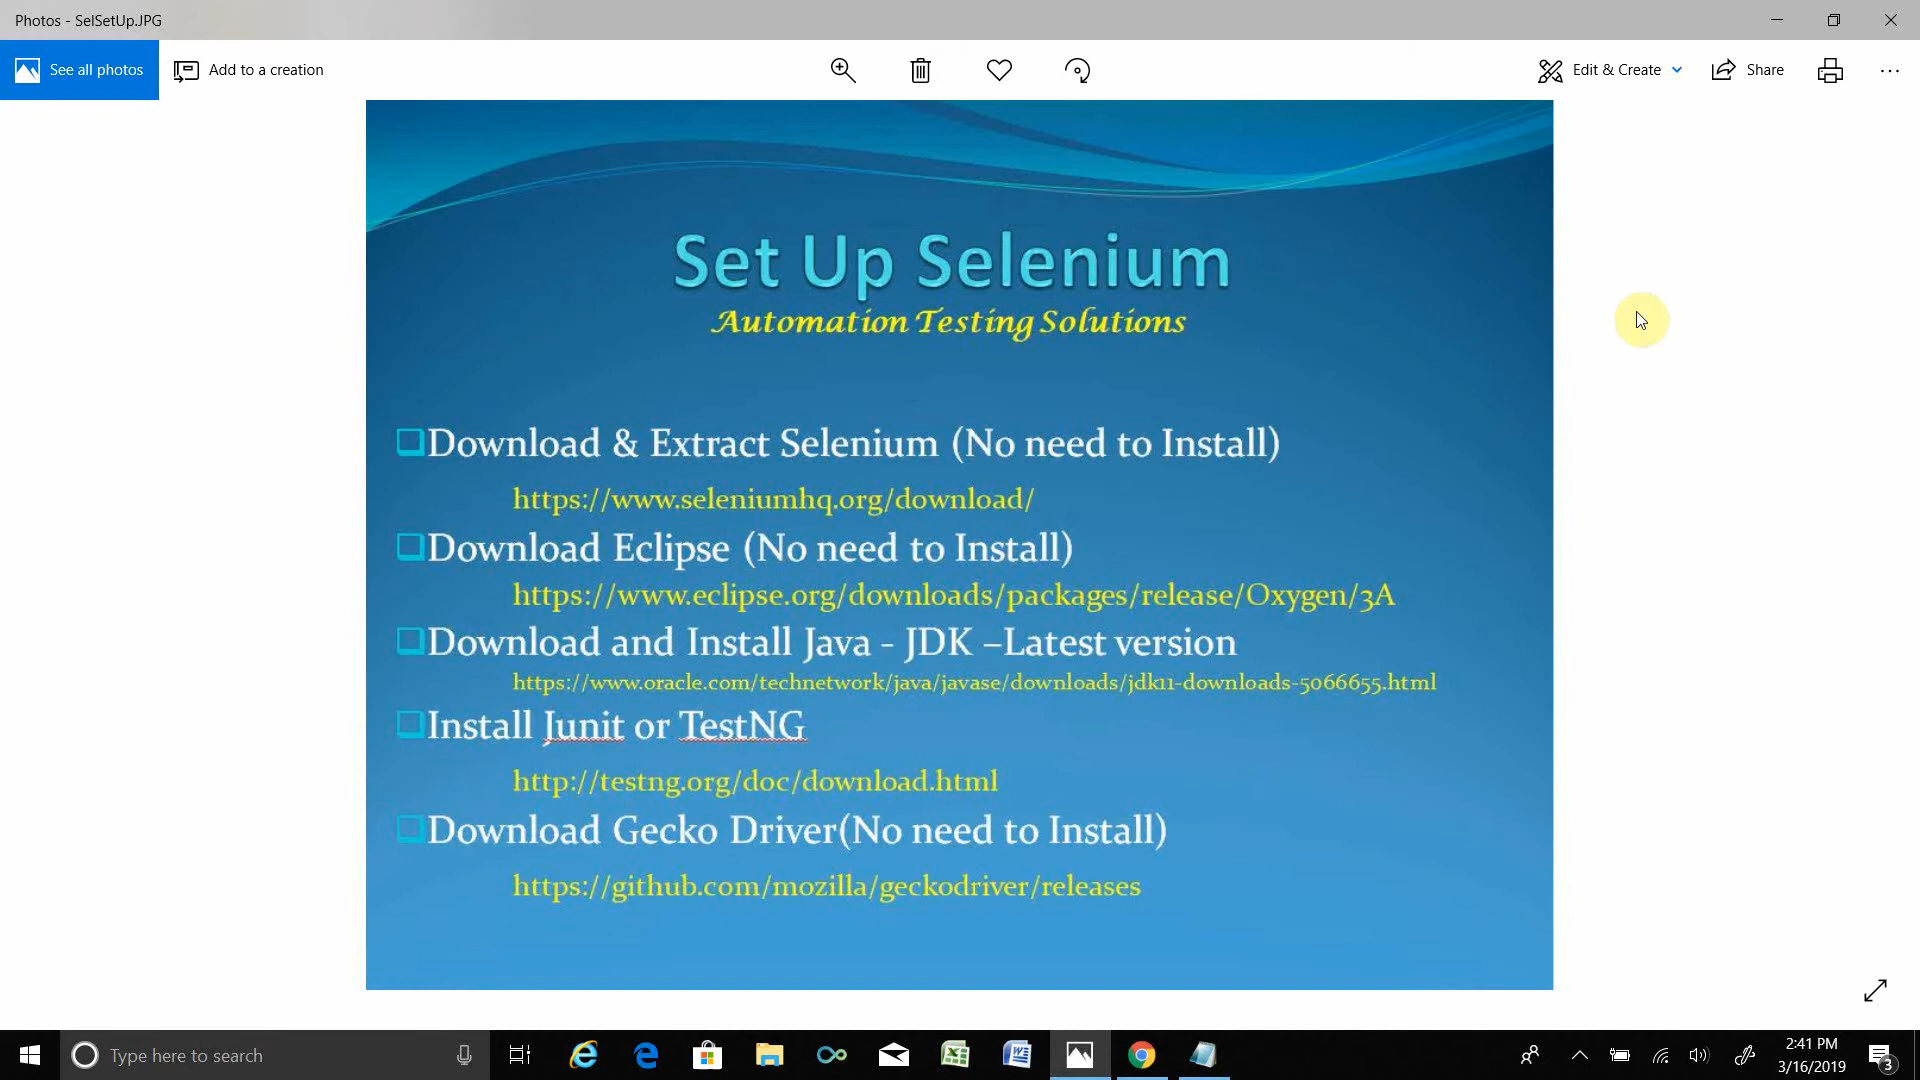 Photos - SelSetUp.JPG
See all photos
Add to a creation
Edit & Create
Share
Set Up Selenium
Automation Testing Solutions
Download & Extract Selenium (No need to Install)
https://www.seleniumhq.org/download/
Download Eclipse (No need to Install)
https://www.eclipse.org/downloads/packages/release/Oxygen/3A
Download and Install Java - JDK –Latest version
https://www.oracle.com/technetwork/java/javase/downloads/jdk11-downloads-5066655.html
Install Junit or TestNG
http://testng.org/doc/download.html
Download Gecko Driver(No need to Install)
https://github.com/mozilla/geckodriver/releases
Type here to search
2:41 PM
3/16/2019
3